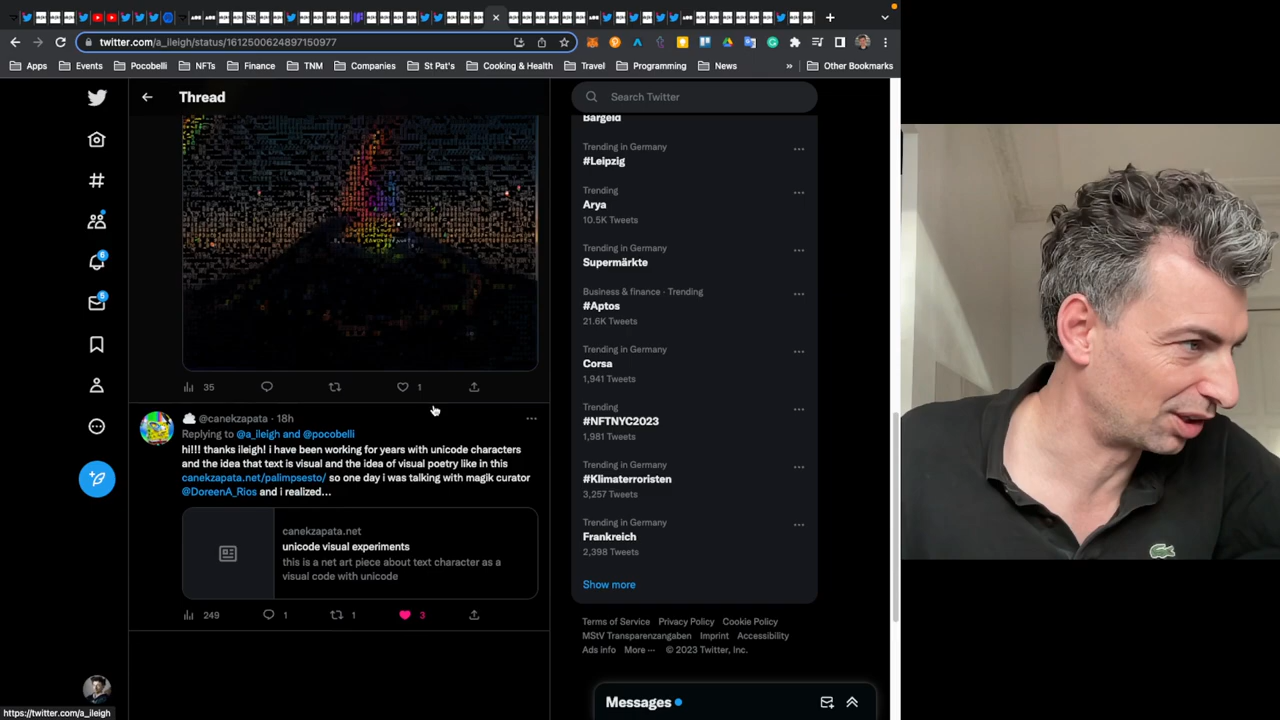 twitter.com/a_ileigh/status/1612500624897150977
Apps
Events
Pocobelli
NFTs
Finance
TNM
Companies
St Pat's
Cooking & Health
Travel
Programming
News
»
Other Bookmarks
Thread
Search Twitter
Bargeld
Trending in Germany
#Leipzig
Trending
Arya
10.5K Tweets
Trending in Germany
Supermärkte
Business & finance · Trending
#Aptos
21.6K Tweets
Trending in Germany
Corsa
1,941 Tweets
Trending
#NFTNYC2023
1,981 Tweets
Trending in Germany
#Klimaterroristen
3,257 Tweets
Trending in Germany
Frankreich
2,398 Tweets
Show more
Terms of Service Privacy Policy Cookie Policy
MStV Transparenzangaben Imprint Accessibility
Ads info More ··· © 2023 Twitter, Inc.
35
1
@canekzapata · 18h
Replying to @a_ileigh and @pocobelli
hi!!! thanks ileigh! i have been working for years with unicode characters
and the idea that text is visual and the idea of visual poetry like in this
canekzapata.net/palimpsesto/ so one day i was talking with magik curator
@DoreenA_Rios and i realized...
canekzapata.net
unicode visual experiments
this is a net art piece about text character as a
visual code with unicode
249
1
1
3
6
5
Messages
https://twitter.com/a_ileigh